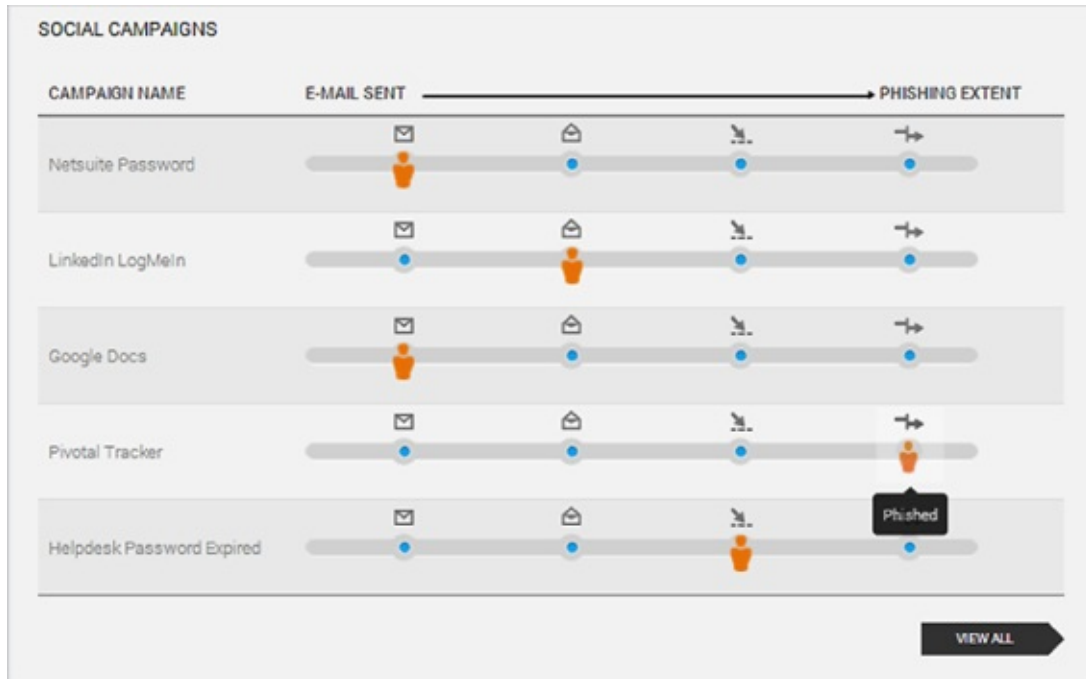 SOCIAL CAMPAIGNS
CAMPAIGN NAME E-MAIL SENT PHISHING EXTENT
Netsuite Password
LinkedIn LogMeIn
Google Docs
Pivotal Tracker
Phished
Helpdesk Password Expired
VIEW ALL